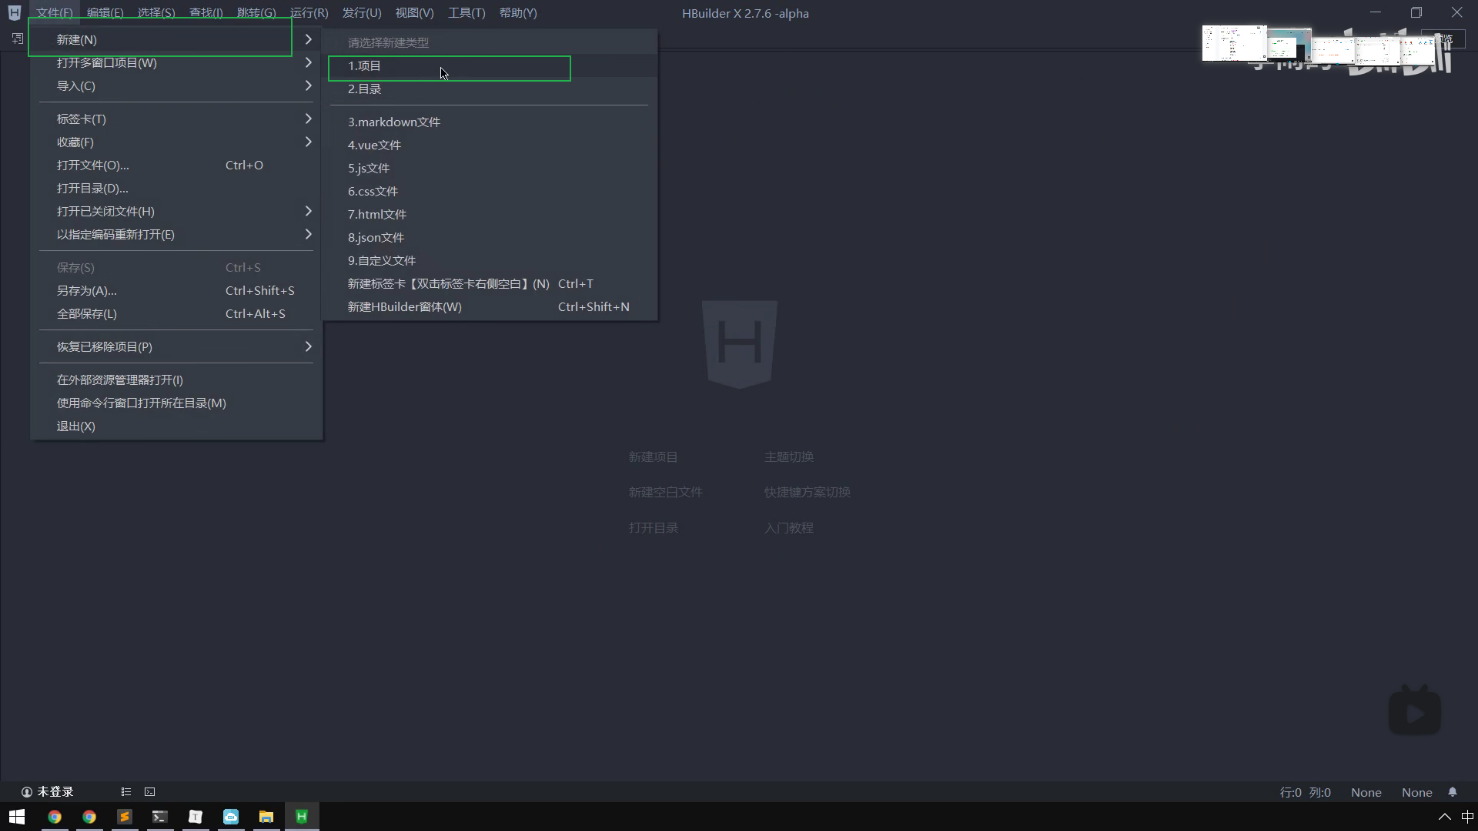 文件(F) 编辑(E) 选择(S) 查找(I) 跳转(G) 运行(R) 发行(U) 视图(V) 工具(T) 帮助(Y)
HBuilder X 2.7.6 -alpha
新建(N)
打开多窗口项目(W)
导入(C)
标签卡(T)
收藏(F)
打开文件(O)... Ctrl+O
打开目录(D)...
打开已关闭文件(H)
以指定编码重新打开(E)
保存(S) Ctrl+S
另存为(A)... Ctrl+Shift+S
全部保存(L) Ctrl+Alt+S
恢复已移除项目(P)
在外部资源管理器打开(I)
使用命令行窗口打开所在目录(M)
退出(X)
请选择新建类型
1.项目
2.目录
3.markdown文件
4.vue文件
5.js文件
6.css文件
7.html文件
8.json文件
9.自定义文件
新建标签卡【双击标签卡右侧空白】(N) Ctrl+T
新建HBuilder窗体(W) Ctrl+Shift+N
H
新建项目 主题切换
新建空白文件 快捷键方案切换
打开目录 入门教程
未登录
行:0 列:0 None None
中